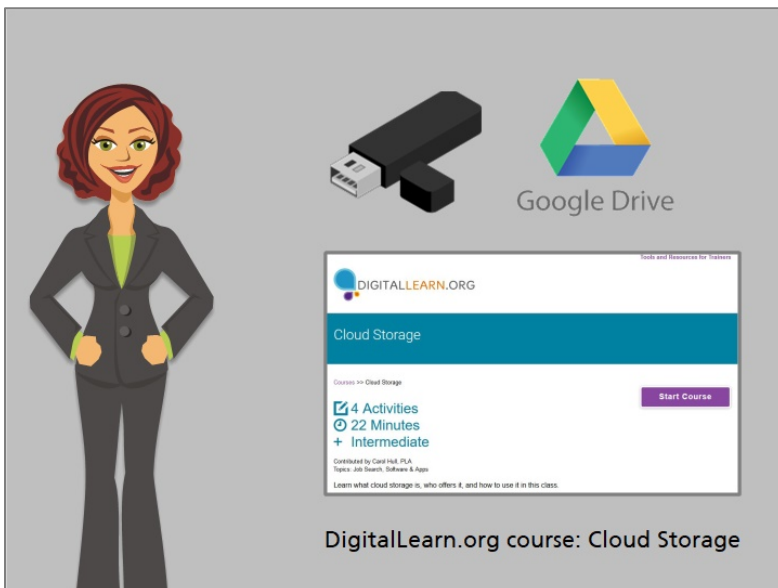 Google Drive
Tools and Resources for Trainers
DIGITALLEARN.ORG
Cloud Storage
Courses >> Cloud Storage
Start Course
4 Activities
22 Minutes
+ Intermediate
Contributed by Carol Hull, PLA
Topics: Job Search, Software & Apps
Learn what cloud storage is, who offers it, and how to use it in this class.
DigitalLearn.org course: Cloud Storage